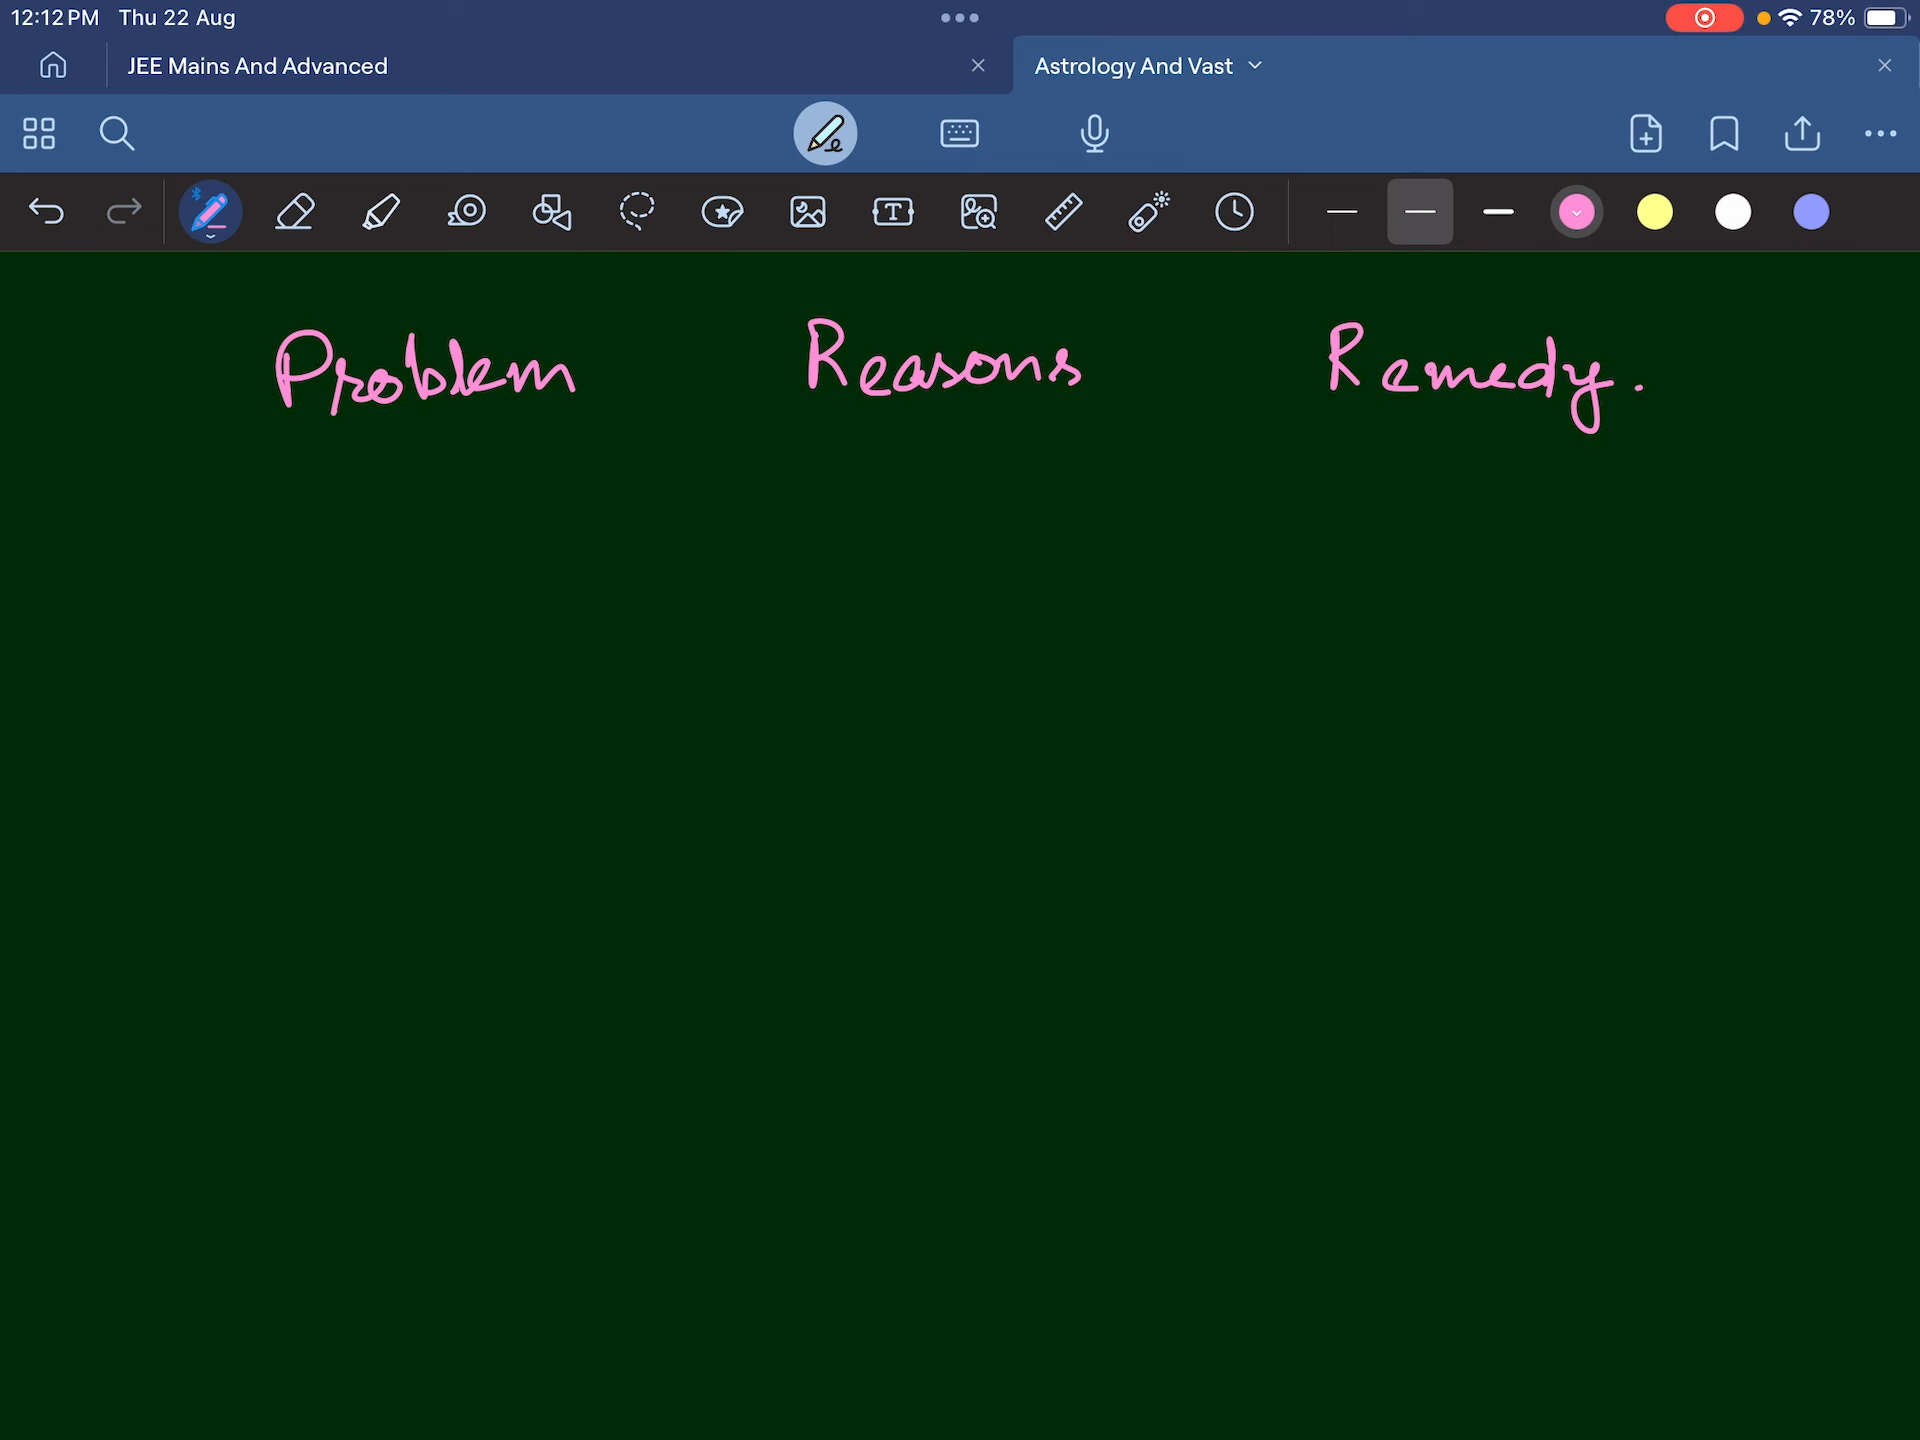 12:12 PM Thu 22 Aug 78%
JEE Mains And Advanced Astrology And Vast
Problem Reasons Remedy.